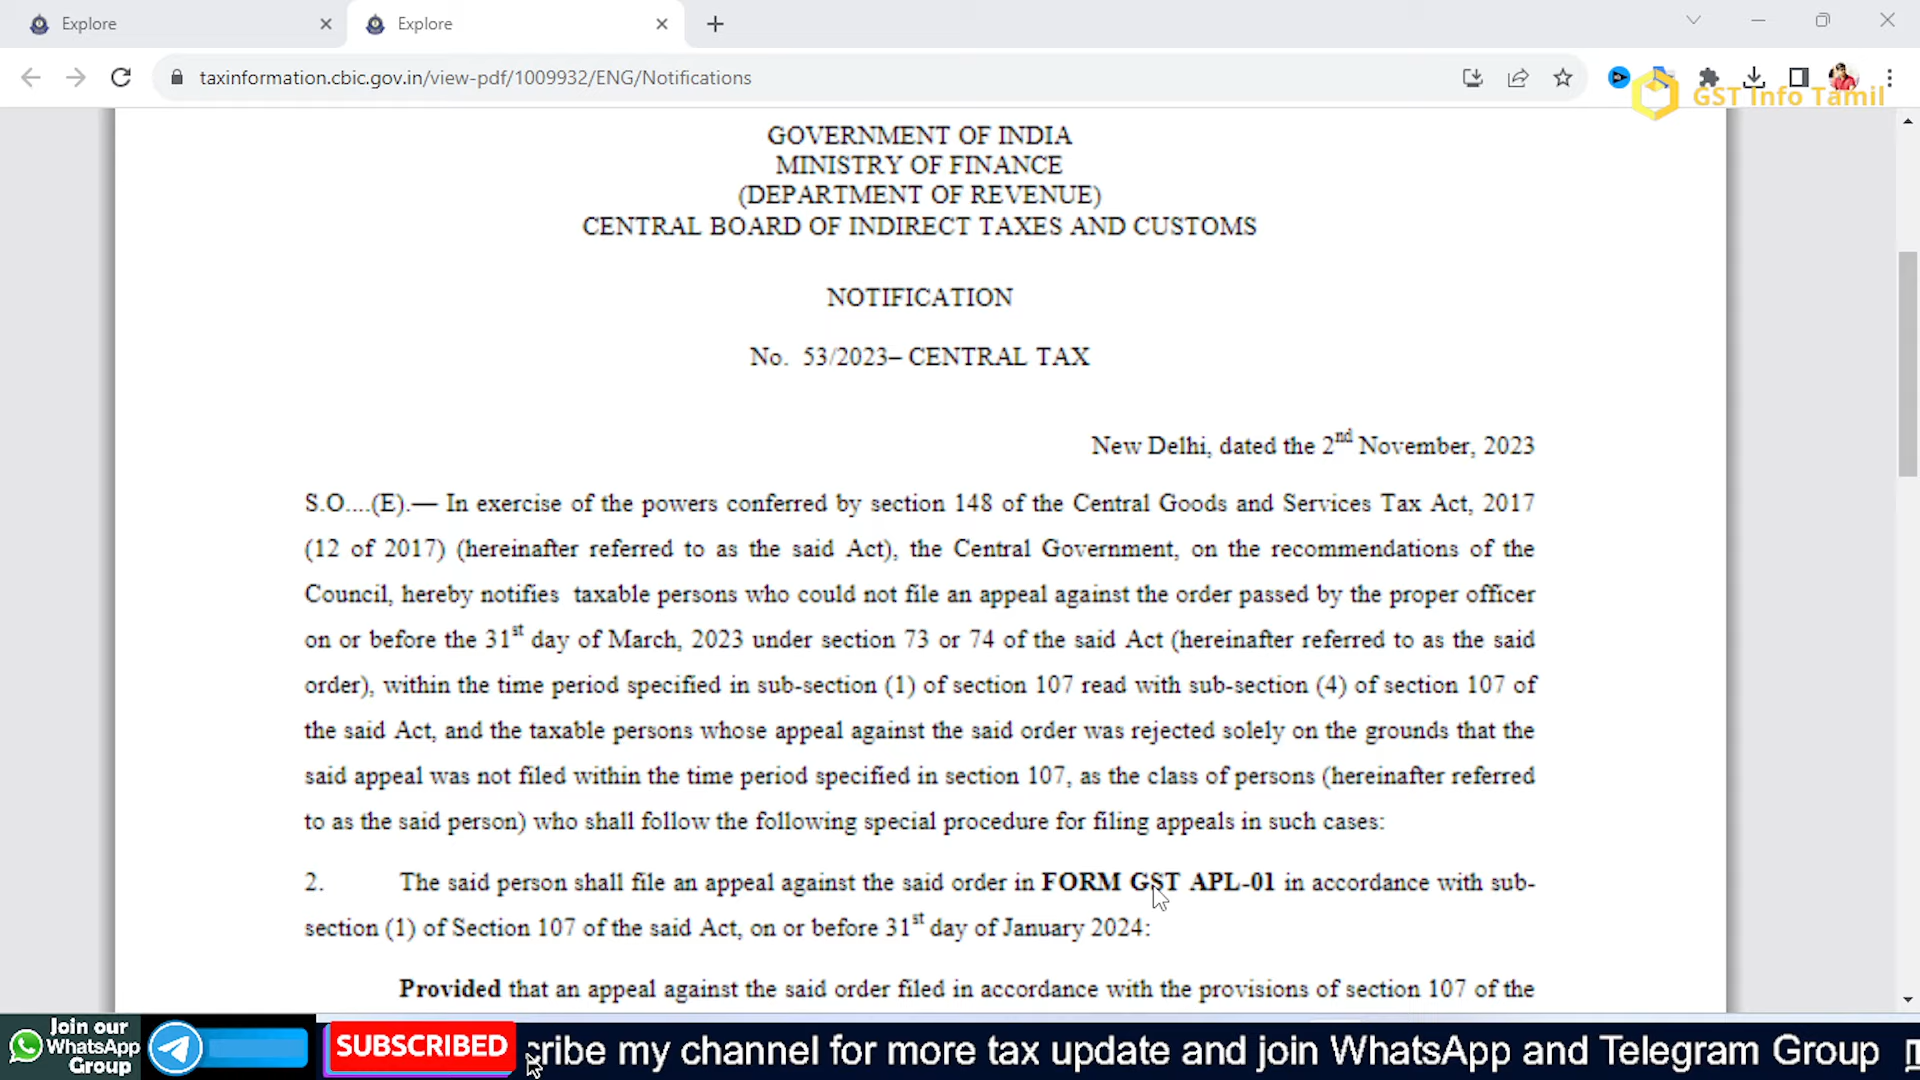 Explore
Explore
taxinformation.cbic.gov.in/view-pdf/1009932/ENG/Notifications
GST Info Tamil
GOVERNMENT OF INDIA
MINISTRY OF FINANCE
(DEPARTMENT OF REVENUE)
CENTRAL BOARD OF INDIRECT TAXES AND CUSTOMS
NOTIFICATION
No. 53/2023– CENTRAL TAX
New Delhi, dated the 2nd November, 2023
S.O....(E).— In exercise of the powers conferred by section 148 of the Central Goods and Services Tax Act, 2017
(12 of 2017) (hereinafter referred to as the said Act), the Central Government, on the recommendations of the
Council, hereby notifies taxable persons who could not file an appeal against the order passed by the proper officer
on or before the 31st day of March, 2023 under section 73 or 74 of the said Act (hereinafter referred to as the said
order), within the time period specified in sub-section (1) of section 107 read with sub-section (4) of section 107 of
the said Act, and the taxable persons whose appeal against the said order was rejected solely on the grounds that the
said appeal was not filed within the time period specified in section 107, as the class of persons (hereinafter referred
to as the said person) who shall follow the following special procedure for filing appeals in such cases:
2. The said person shall file an appeal against the said order in FORM GST APL-01 in accordance with sub-
section (1) of Section 107 of the said Act, on or before 31st day of January 2024:
Provided that an appeal against the said order filed in accordance with the provisions of section 107 of the
Join our
WhatsApp
Group
SUBSCRIBED
cribe my channel for more tax update and join WhatsApp and Telegram Group